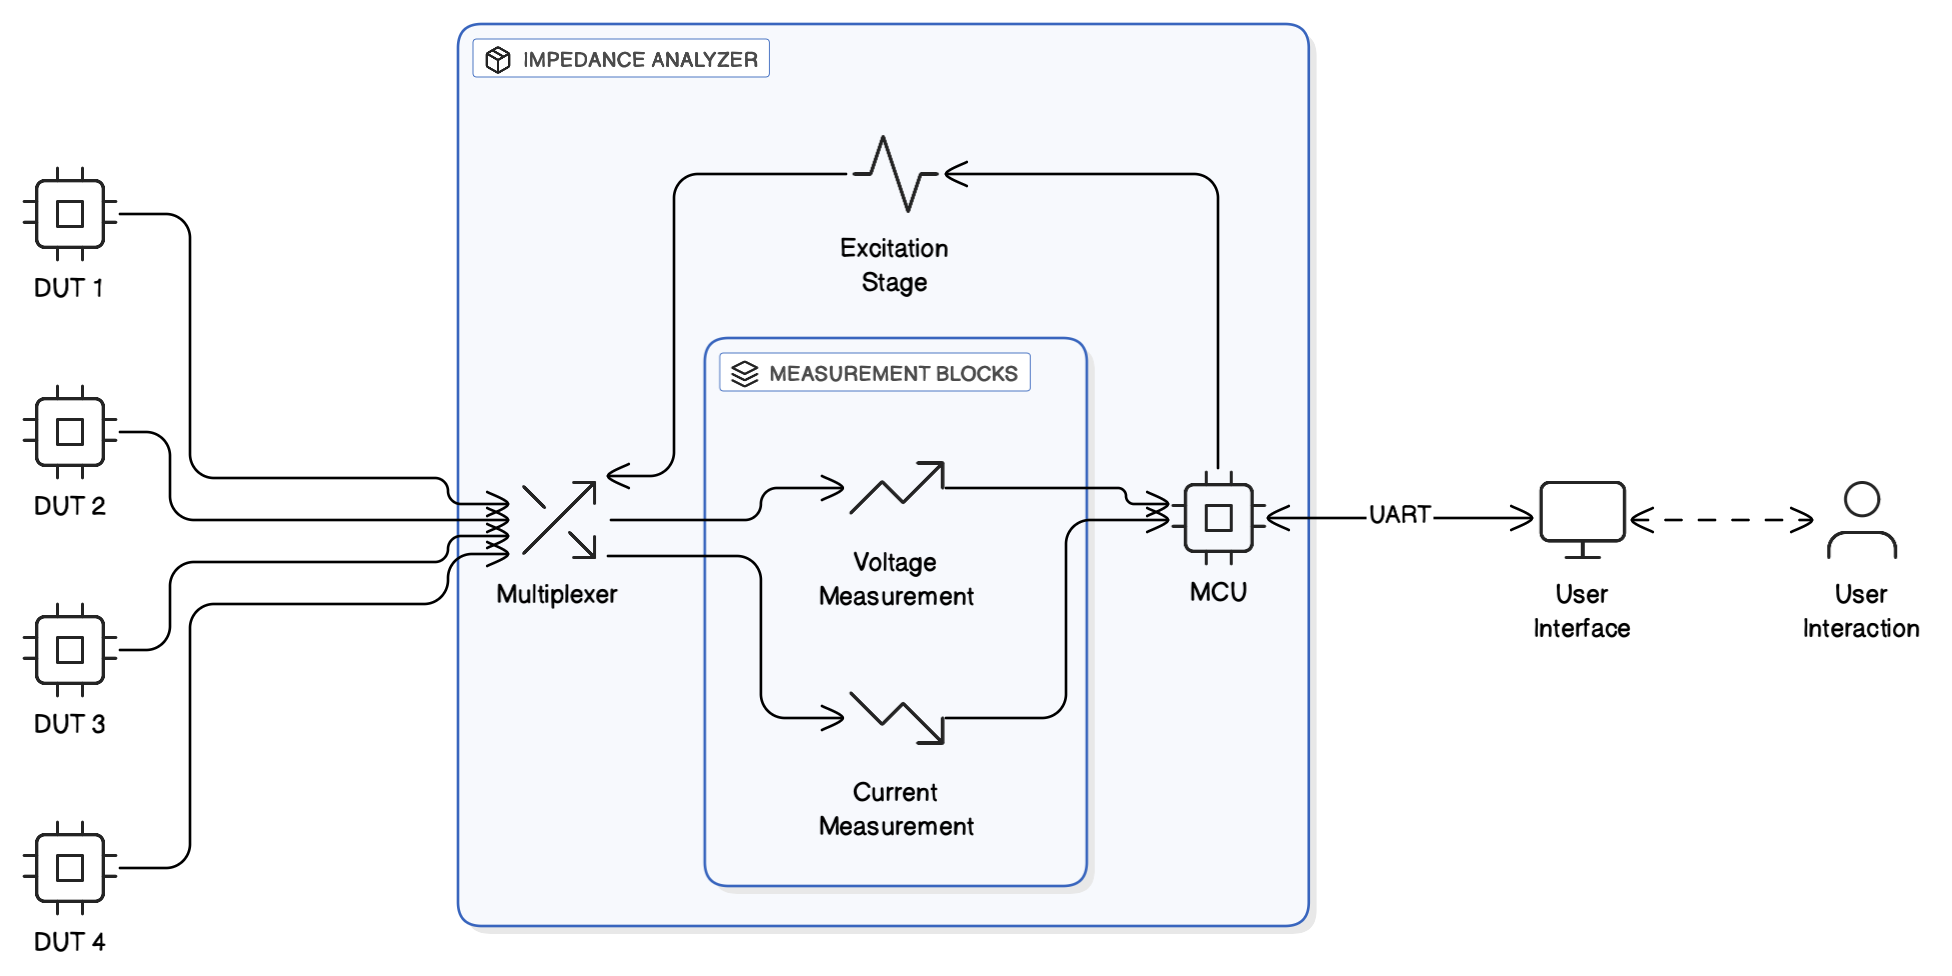 IMPEDANCE ANALYZER
DUT 1
DUT 2
DUT 3
DUT 4
Multiplexer
Excitation
Stage
MEASUREMENT BLOCKS
Voltage
Measurement
Current
Measurement
MCU
UART
User
Interface
User
Interaction